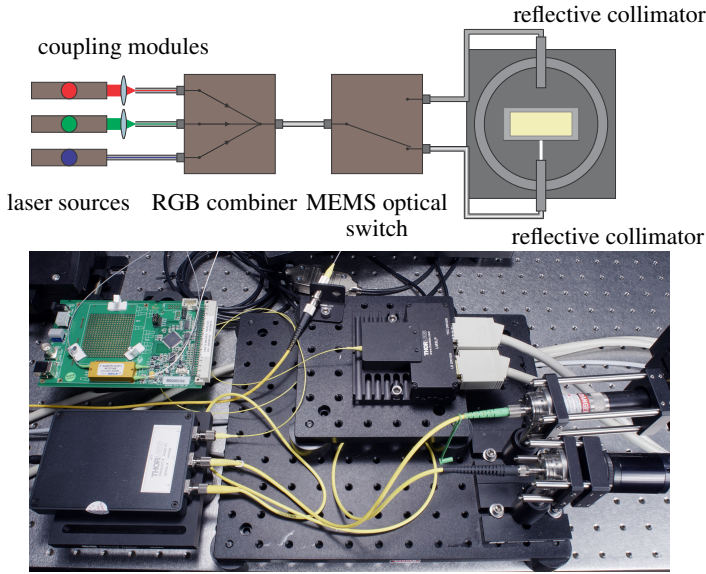 reflective collimator
coupling modules
laser sources
RGB combiner
MEMS optical
switch
reflective collimator
THORLABS